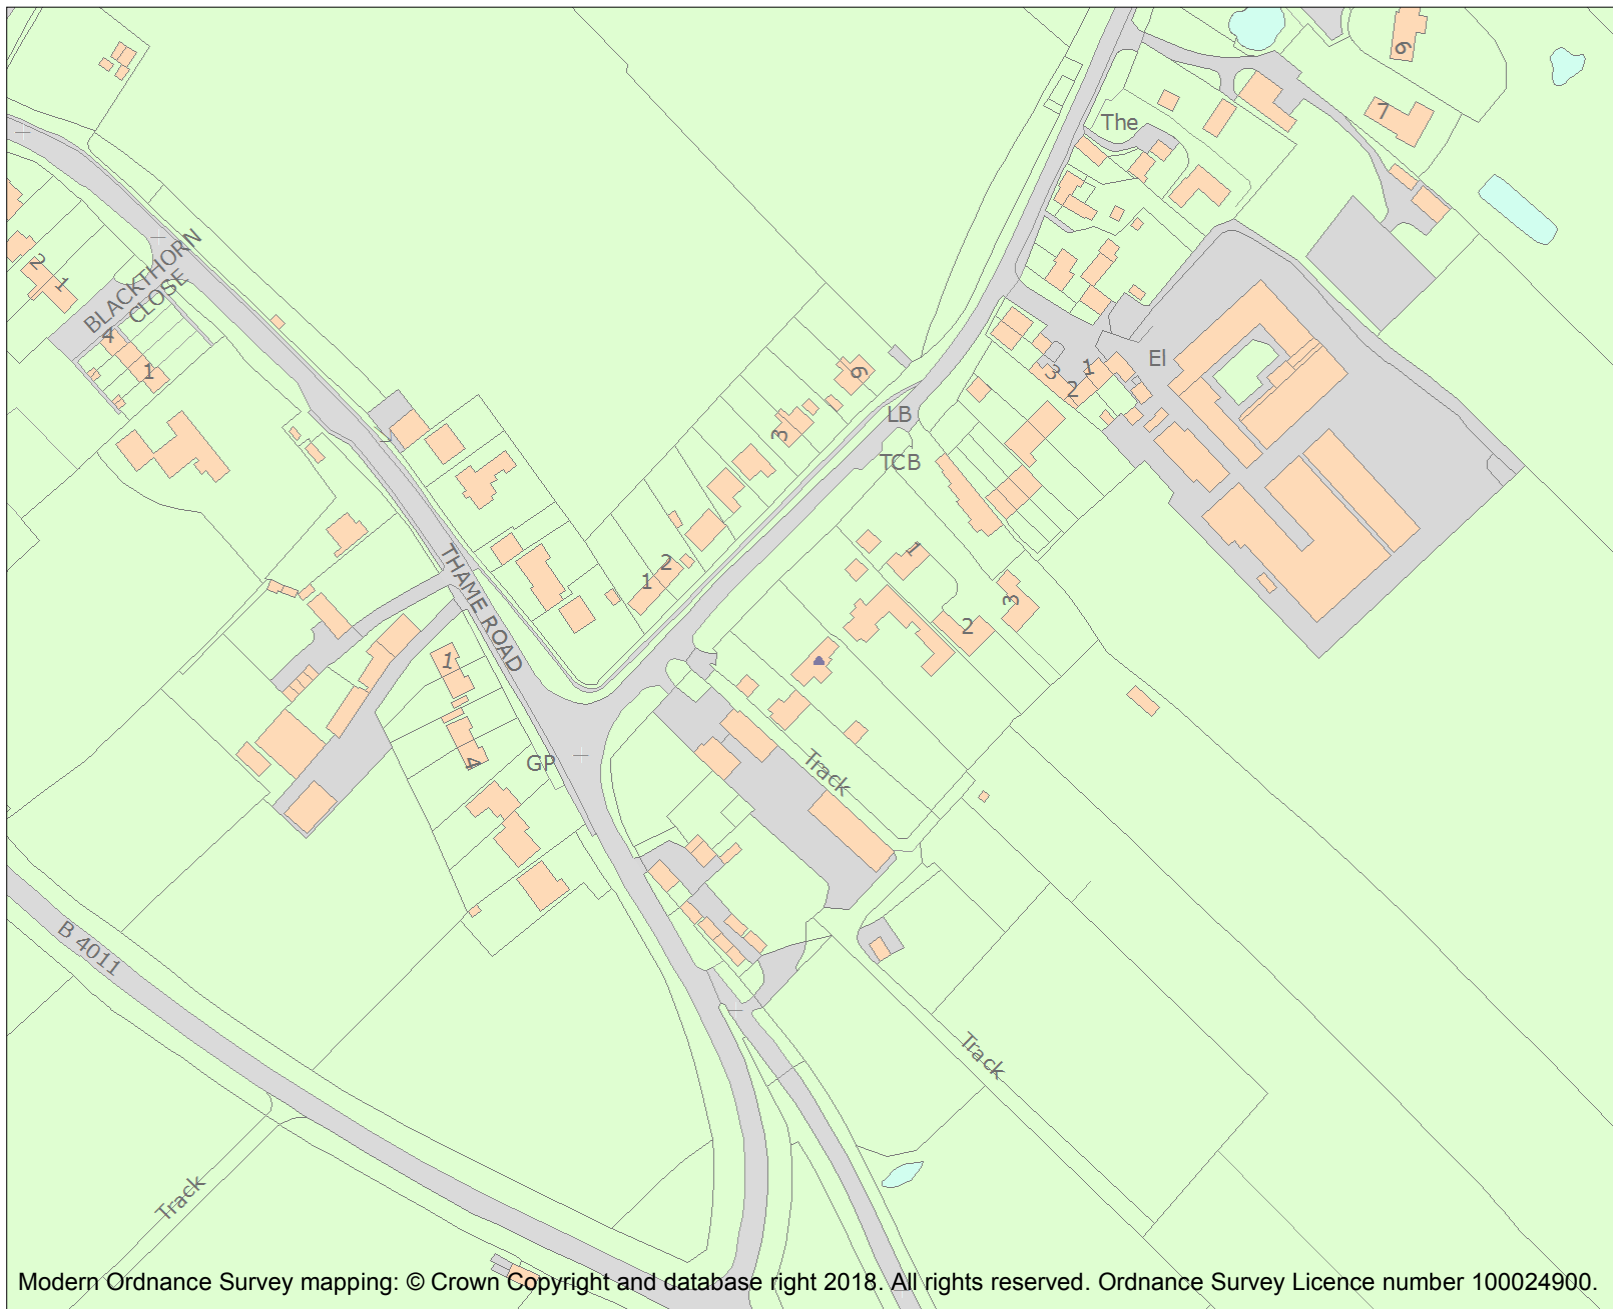 6
7
The
BLACKTHORN
CLOSE
2
1
4
1
El
1
3
2
6
3
LB
TCB
2
1
1
3
2
THAME ROAD
1
4
GP
Track
B 4011
Track
Track
Modern Ordnance Survey mapping: © Crown Copyright and database right 2018. All rights reserved. Ordnance Survey Licence number 100024900.